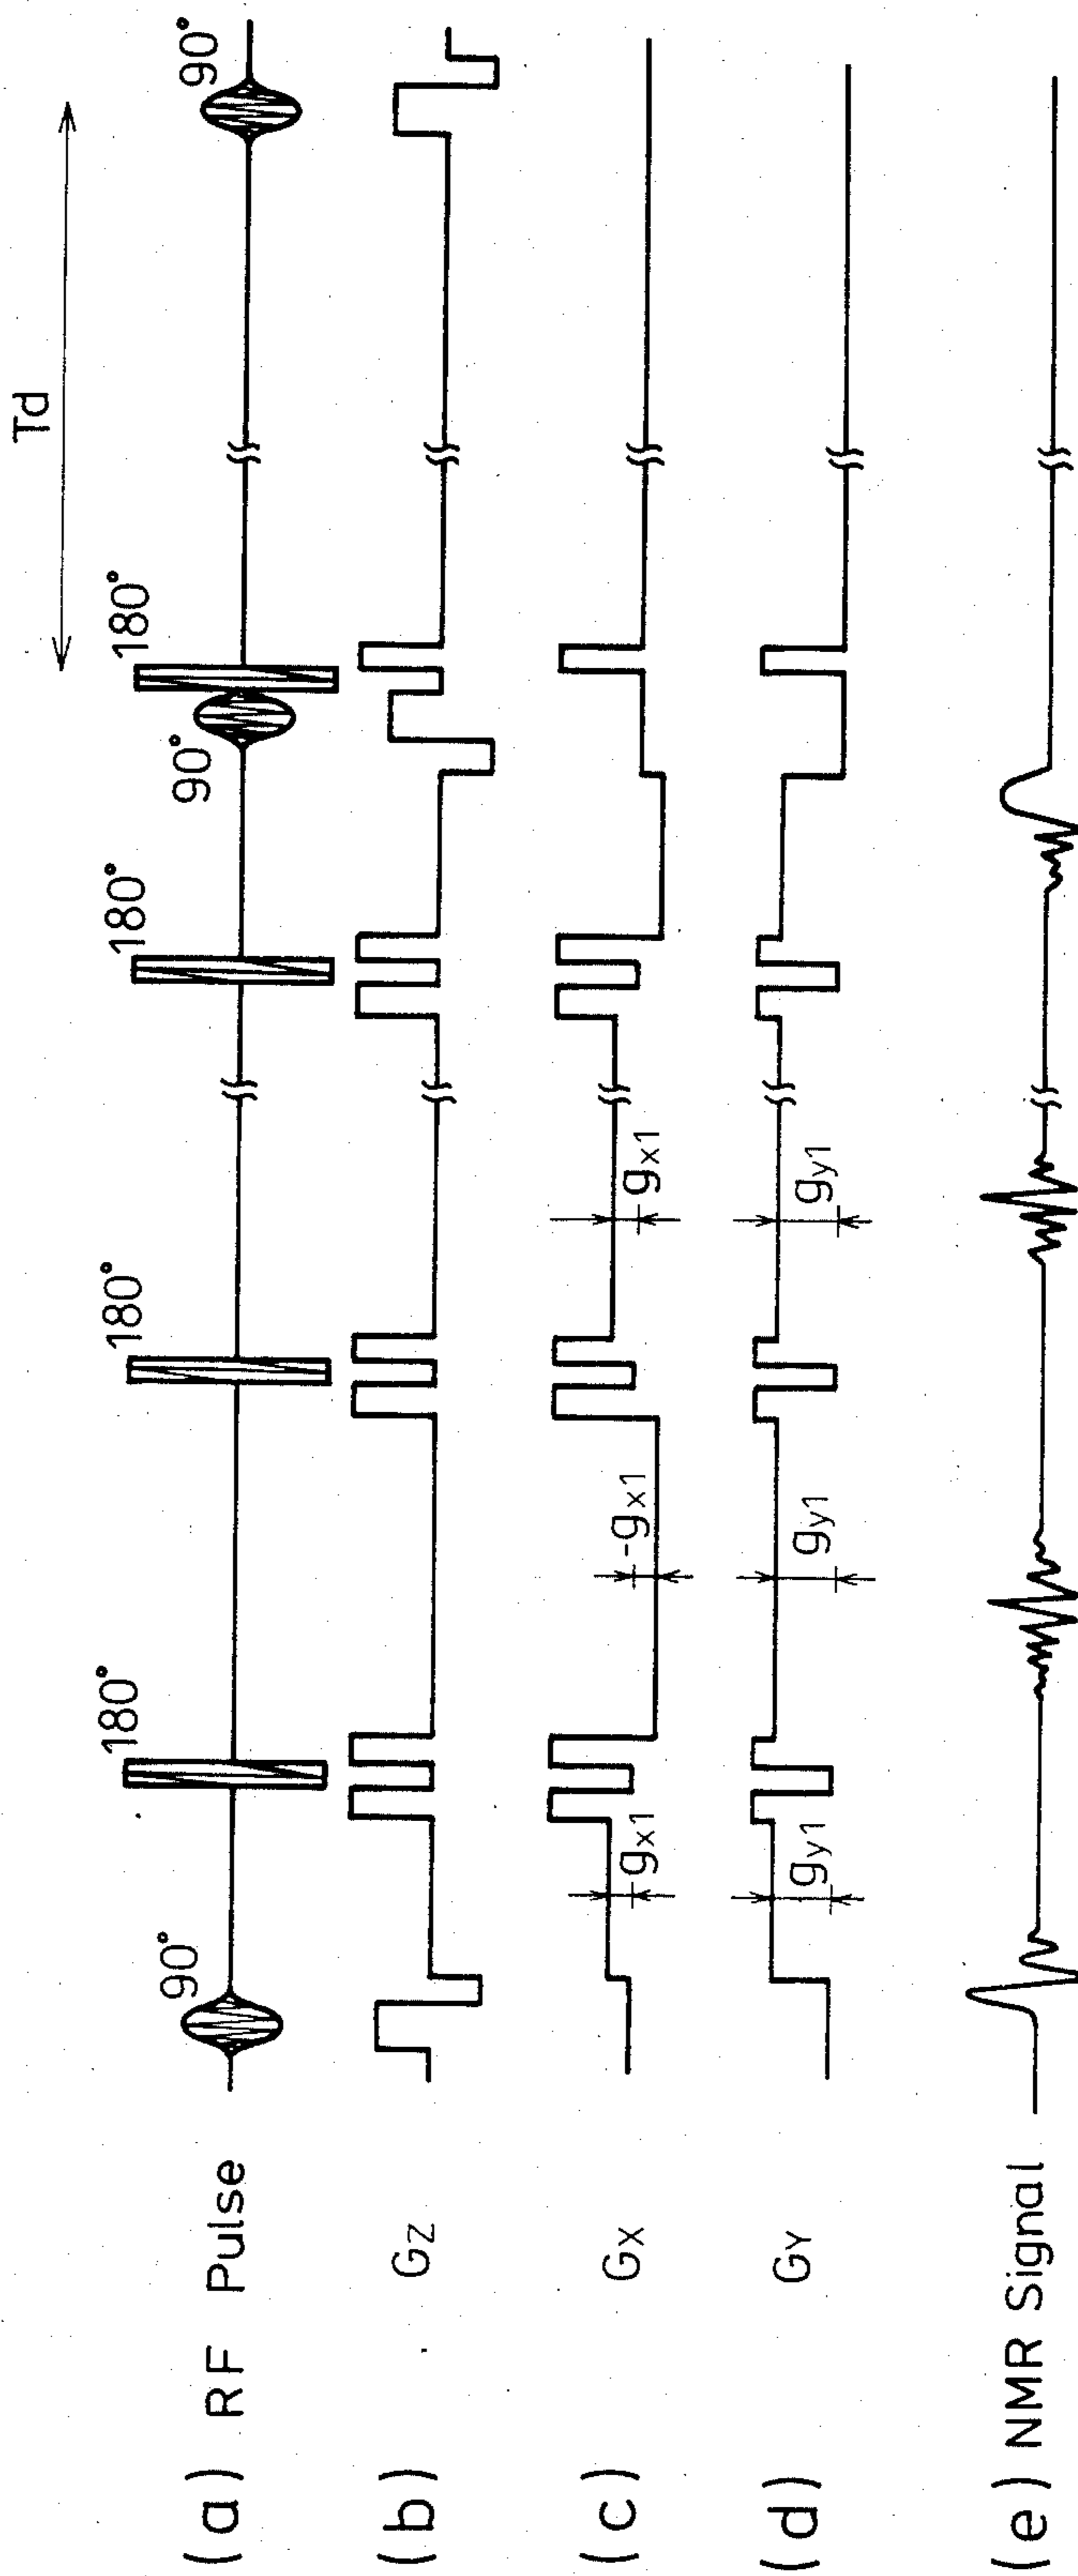 Td
(a) RF Pulse 90° 180° 180° 180° 90° 180° 90°
(b) GZ
(c) GX gx1 -gx1 gx1
(d) GY gy1 gy1 gy1
(e) NMR Signal